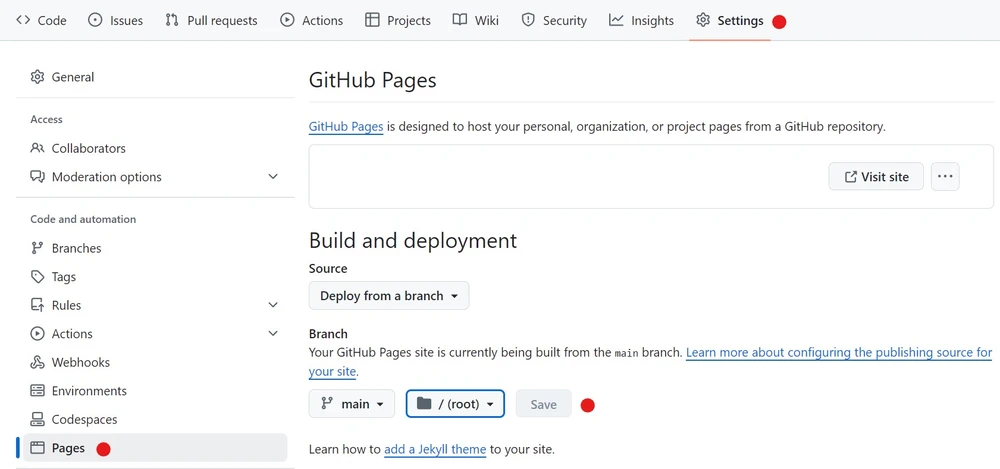 Code Issues Pull requests Actions Projects Wiki Security Insights Settings
General
Access
Collaborators
Moderation options
Code and automation
Branches
Tags
Rules
Actions
Webhooks
Environments
Codespaces
Pages
GitHub Pages
GitHub Pages is designed to host your personal, organization, or project pages from a GitHub repository.
Visit site
Build and deployment
Source
Deploy from a branch
Branch
Your GitHub Pages site is currently being built from the main branch. Learn more about configuring the publishing source for
your site.
main / (root) Save
Learn how to add a Jekyll theme to your site.